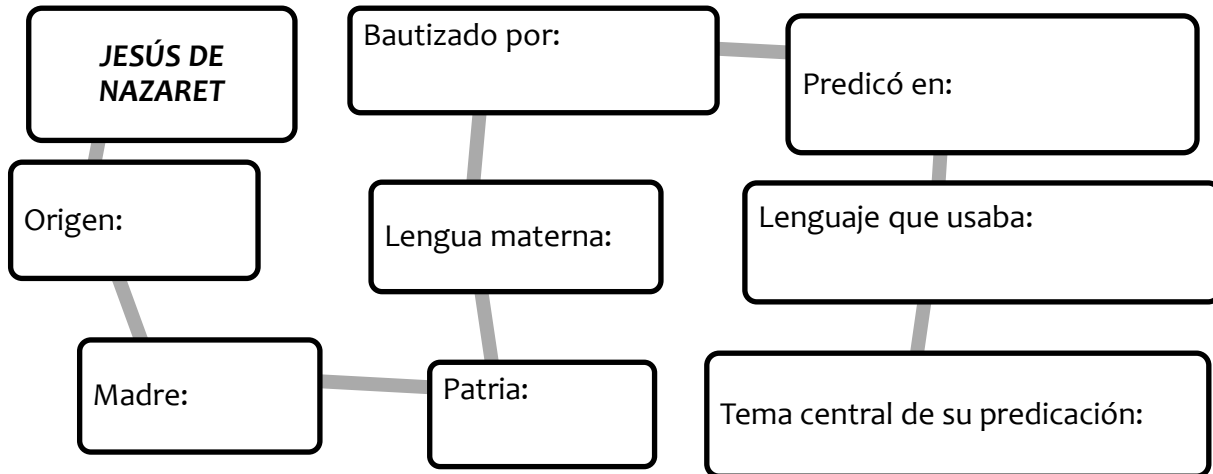 JESÚS DE
NAZARET
Origen:
Madre:
Patria:
Lengua materna:
Bautizado por:
Predicó en:
Lenguaje que usaba:
Tema central de su predicación: